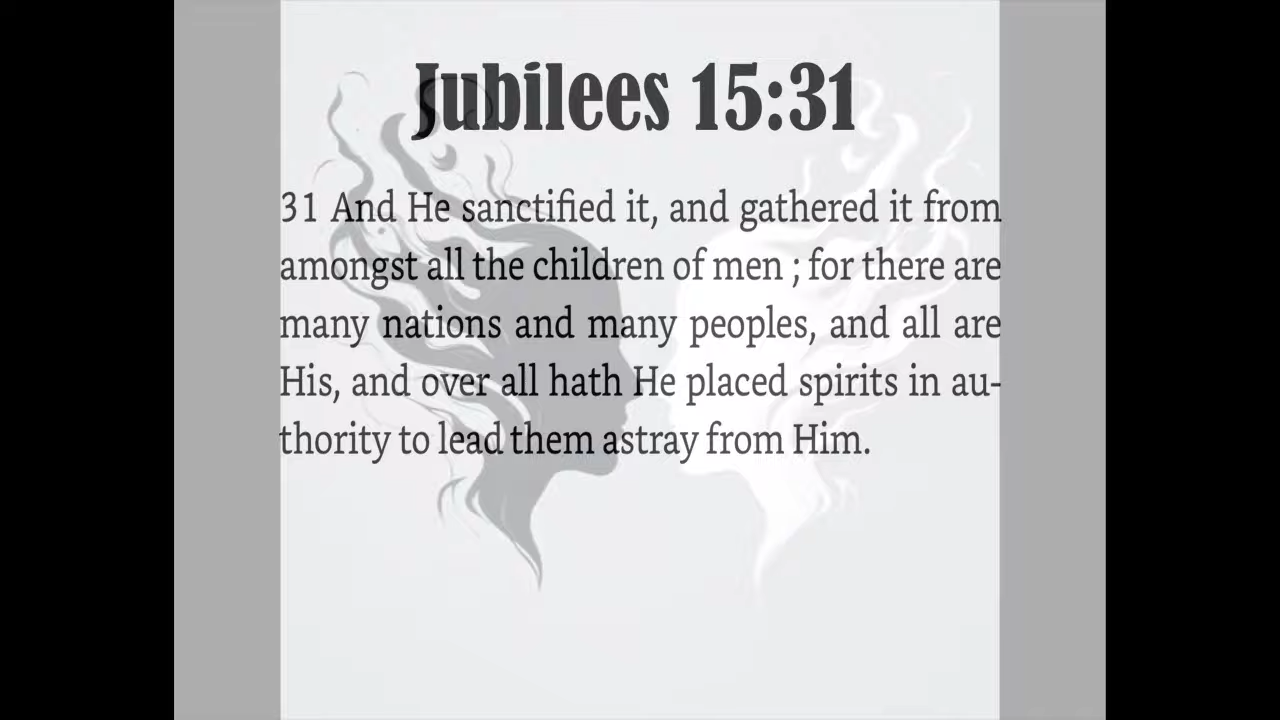 Jubilees 15:31
31 And He sanctified it, and gathered it from
amongst all the children of men ; for there are
many nations and many peoples, and all are
His, and over all hath He placed spirits in au-
thority to lead them astray from Him.